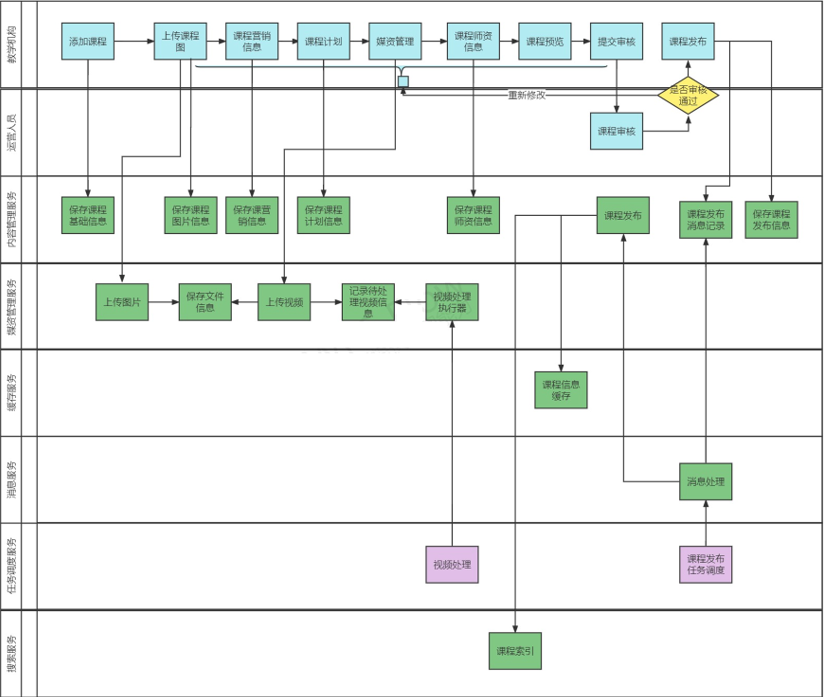 教学机构
添加课程
上传课程
图
课程营销
信息
课程计划
媒资管理
课程师资
信息
课程预览
提交审核
课程发布
是否审核
通过
重新修改
运营人员
课程审核
内容管理服务
保存课程
基础信息
保存课程
图片信息
保存课营
销信息
保存课程
计划信息
保存课程
师资信息
课程发布
课程发布
消息记录
保存课程
发布信息
媒资管理服务
上传图片
保存文件
信息
上传视频
记录待处
理视频信
息
视频处理
执行器
缓存服务
课程信息
缓存
消息服务
消息处理
任务调度服务
视频处理
课程发布
任务调度
搜索服务
课程索引